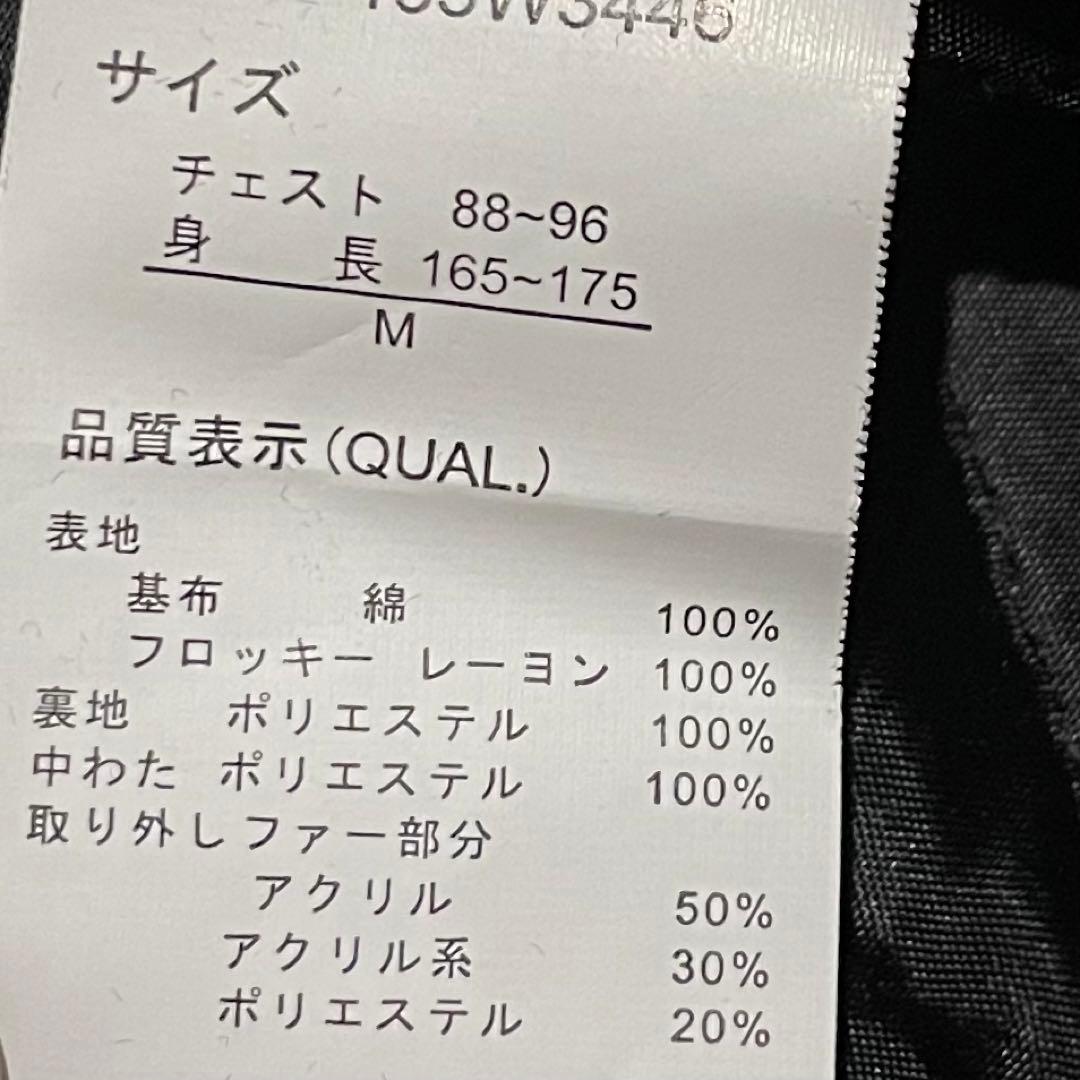 サイズ
チェスト 88~96
身長 165~175
M
品質表示(QUAL.)
表地
基布 綿 100%
フロッキー レーヨン 100%
裏地 ポリエステル 100%
中わた ポリエステル 100%
取り外しファー部分
アクリル 50%
アクリル系 30%
ポリエステル 20%